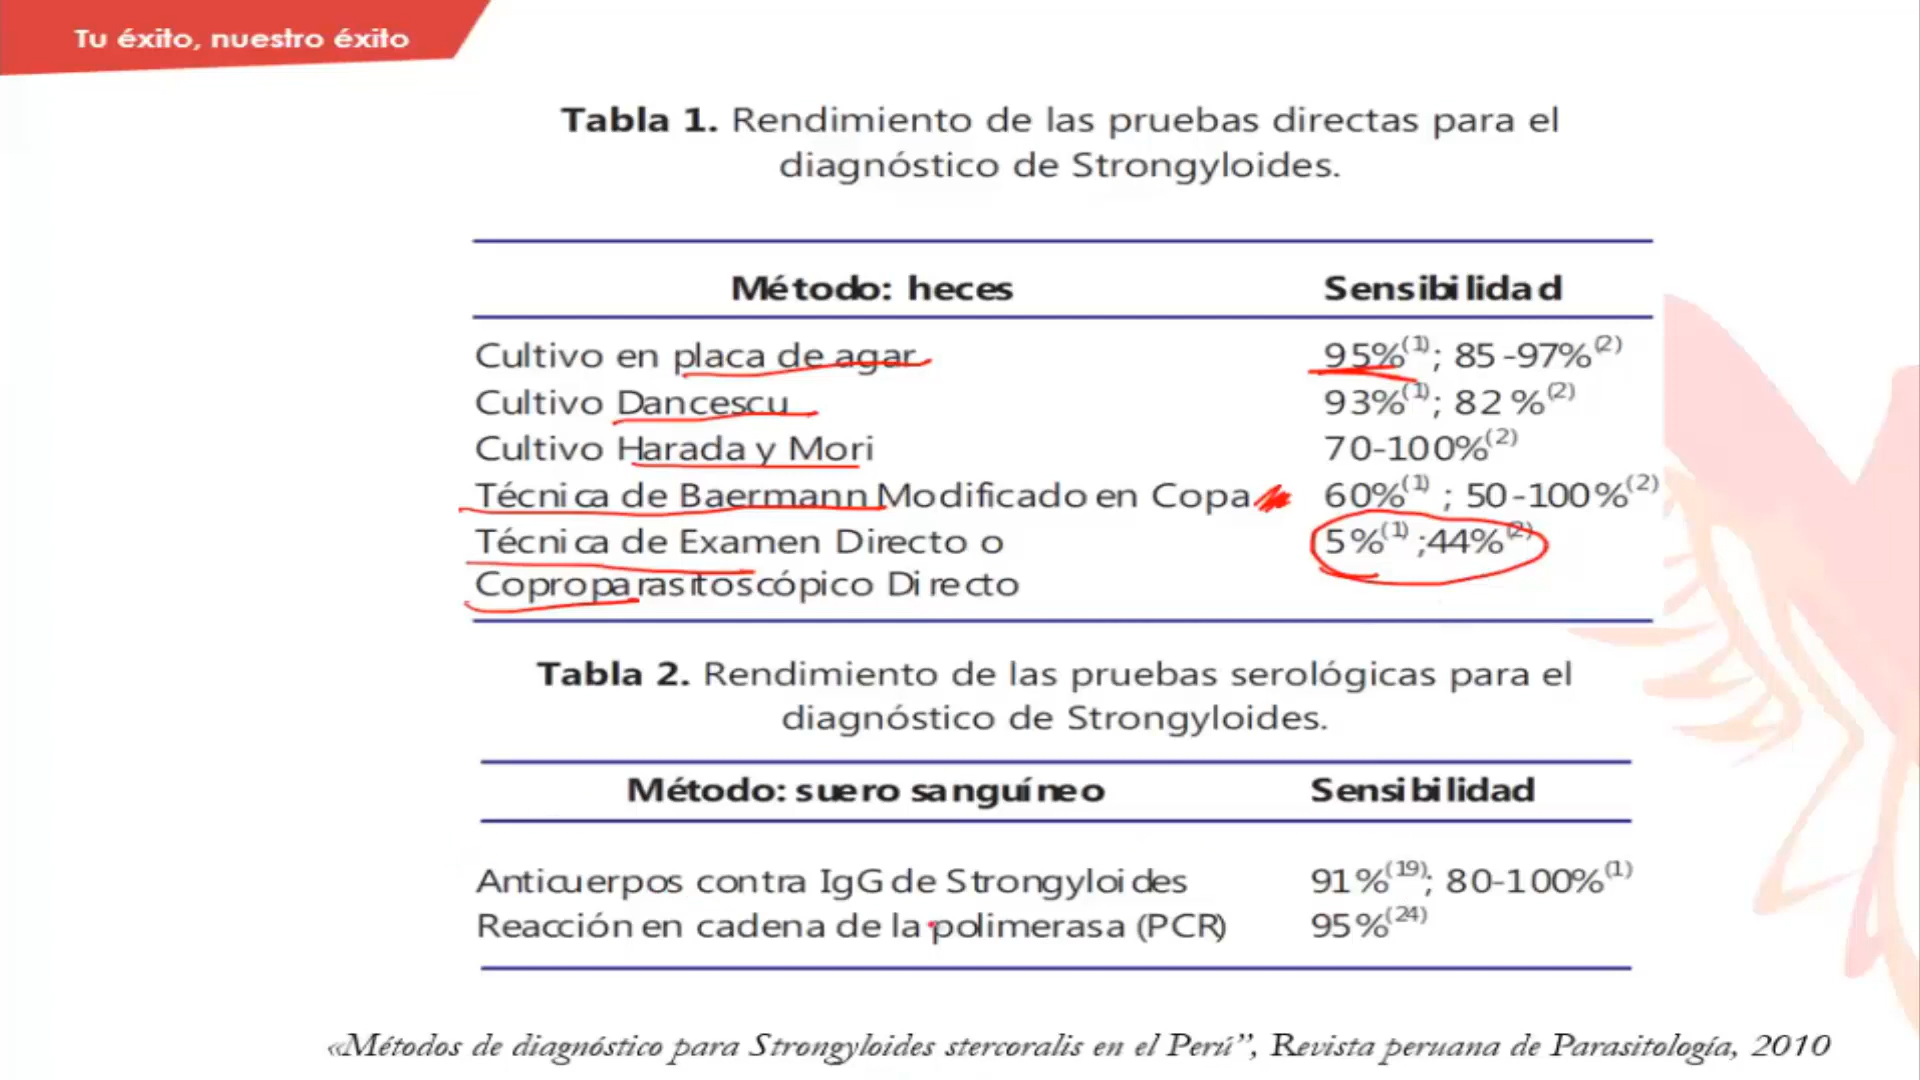 Tu éxito, nuestro éxito
Tabla 1. Rendimiento de las pruebas directas para el
diagnóstico de Strongyloides.
Método: heces Sensibilidad
Cultivo en placa de agar 95%(1); 85-97%(2)
Cultivo Dancescu 93%(1); 82%(2)
Cultivo Harada y Mori 70-100%(2)
Técnica de Baermann Modificado en Copa 60%(1) ; 50-100%(2)
Técnica de Examen Directo o 5%(1) ;44%(2)
Coproparasitoscópico Directo
Tabla 2. Rendimiento de las pruebas serológicas para el
diagnóstico de Strongyloides.
Método: suero sanguíneo Sensibilidad
Anticuerpos contra IgG de Strongyloides 91%(19); 80-100%(1)
Reacción en cadena de la polimerasa (PCR) 95%(24)
«Métodos de diagnóstico para Strongyloides stercoralis en el Perú”, Revista peruana de Parasitología, 2010